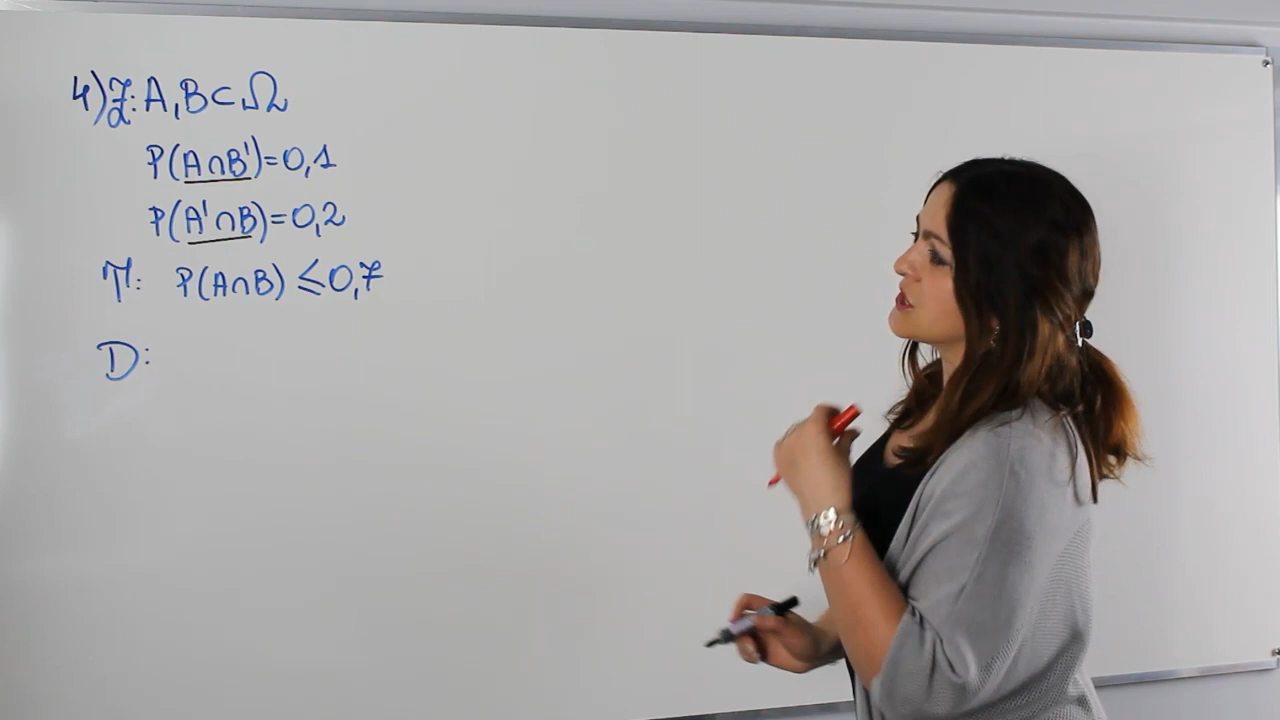 4) Z: A, B ⊂ Ω
P(A∩B')=0,1
P(A'∩B)=0,2
T: P(A∩B) ≤ 0,7
D: